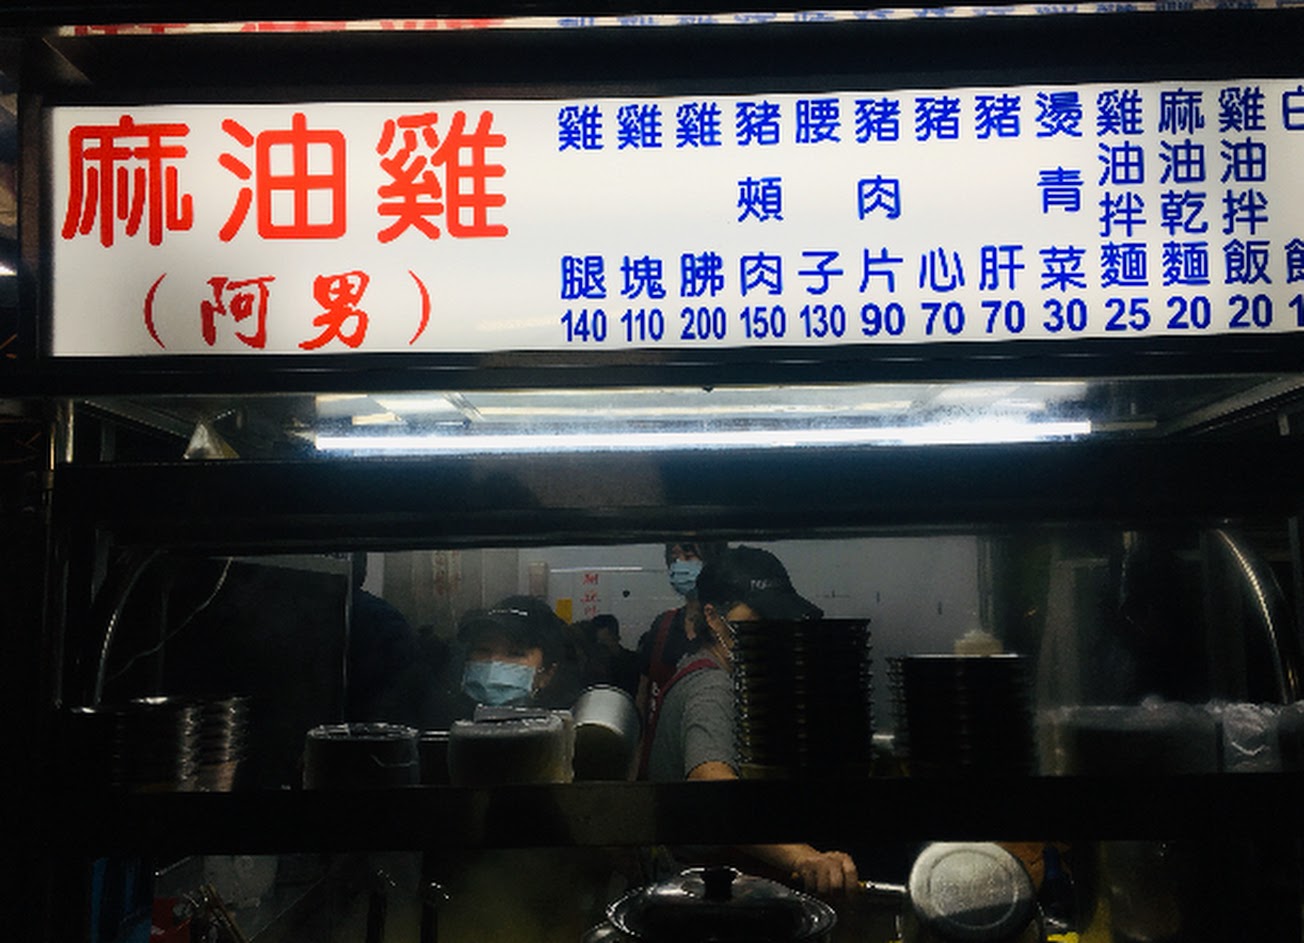 麻油雞
(阿男)
雞腿 140
雞塊 110
雞胇 200
豬頰肉 150
腰子 130
豬肉片 90
豬心 70
豬肝 70
燙青菜 30
雞油拌麵 25
麻油乾麵 20
雞油拌飯 20
白